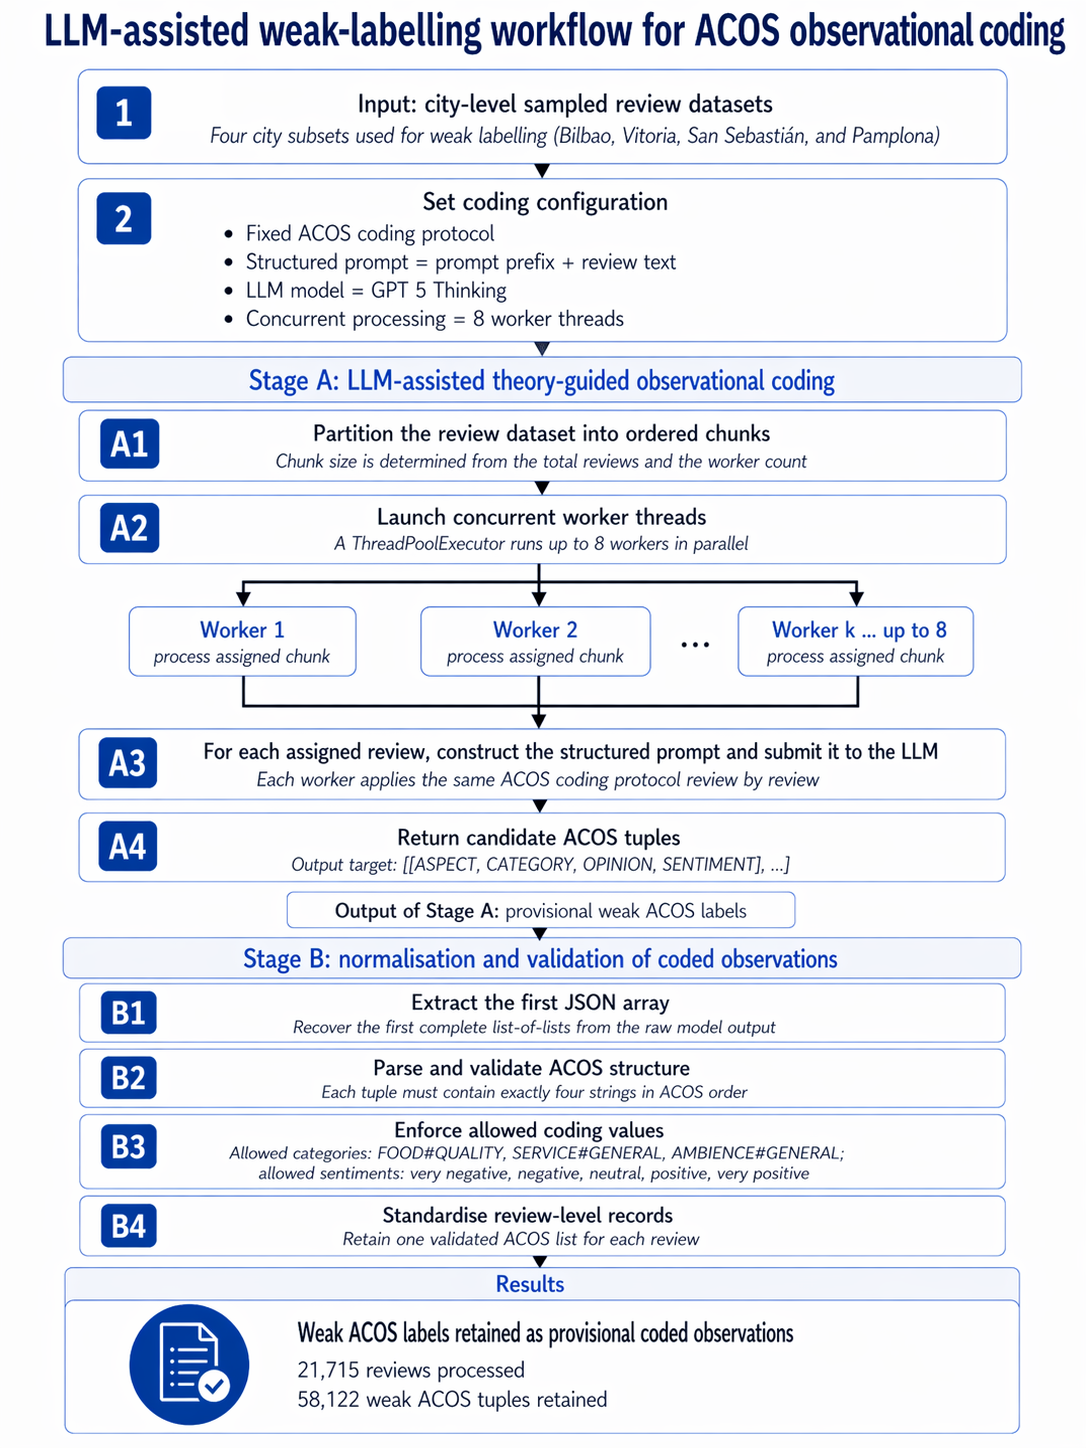 LLM-assisted weak-labelling workflow for ACOS observational coding
1
Input: city-level sampled review datasets
Four city subsets used for weak labelling (Bilbao, Vitoria, San Sebastián, and Pamplona)
2
Set coding configuration
• Fixed ACOS coding protocol
• Structured prompt = prompt prefix + review text
• LLM model = GPT 5 Thinking
• Concurrent processing = 8 worker threads
Stage A: LLM-assisted theory-guided observational coding
A1
Partition the review dataset into ordered chunks
Chunk size is determined from the total reviews and the worker count
A2
Launch concurrent worker threads
A ThreadPoolExecutor runs up to 8 workers in parallel
Worker 1
process assigned chunk
Worker 2
process assigned chunk
...
Worker k ... up to 8
process assigned chunk
A3
For each assigned review, construct the structured prompt and submit it to the LLM
Each worker applies the same ACOS coding protocol review by review
A4
Return candidate ACOS tuples
Output target: [[ASPECT, CATEGORY, OPINION, SENTIMENT], ...]
Output of Stage A: provisional weak ACOS labels
Stage B: normalisation and validation of coded observations
B1
Extract the first JSON array
Recover the first complete list-of-lists from the raw model output
B2
Parse and validate ACOS structure
Each tuple must contain exactly four strings in ACOS order
B3
Enforce allowed coding values
Allowed categories: FOOD#QUALITY, SERVICE#GENERAL, AMBIENCE#GENERAL;
allowed sentiments: very negative, negative, neutral, positive, very positive
B4
Standardise review-level records
Retain one validated ACOS list for each review
Results
Weak ACOS labels retained as provisional coded observations
21,715 reviews processed
58,122 weak ACOS tuples retained